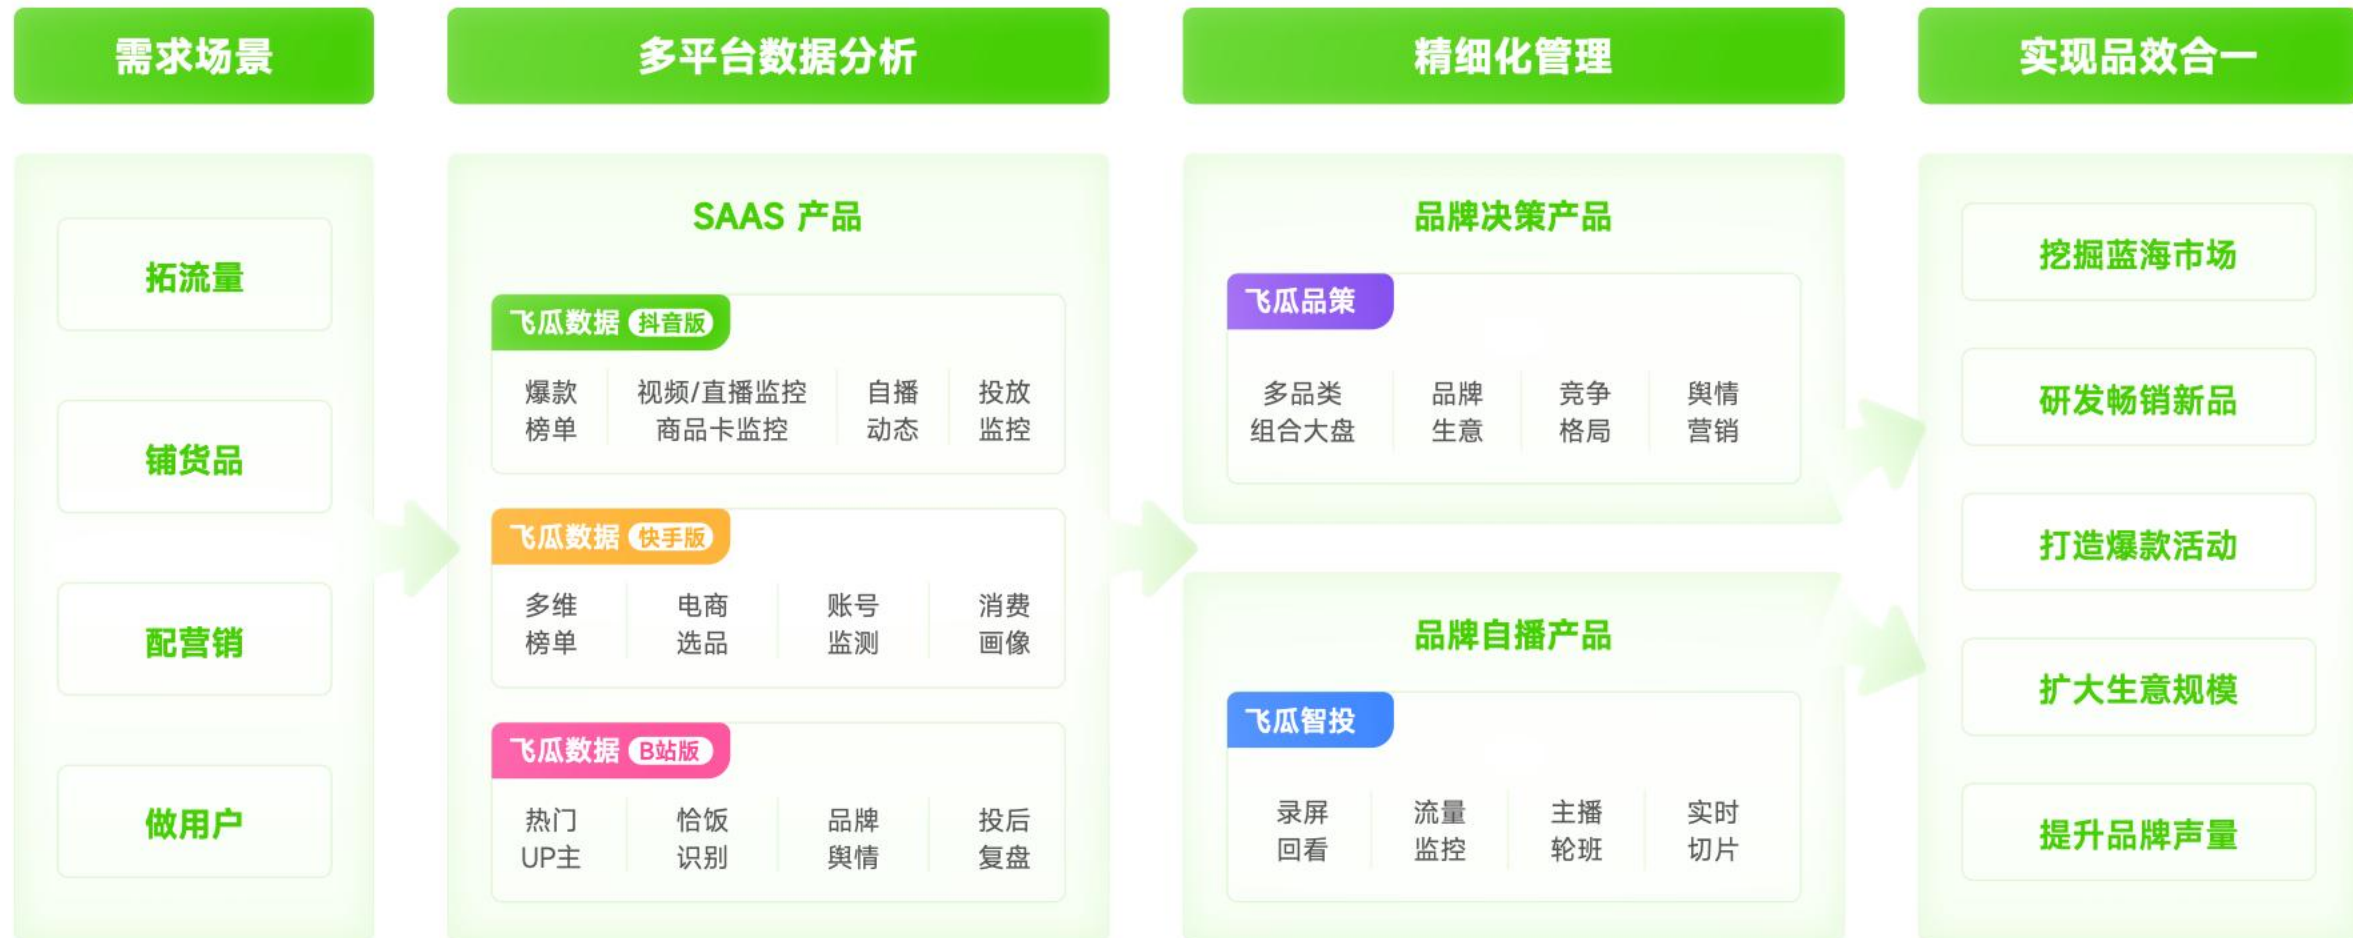 需求场景
拓流量
铺货品
配营销
做用户
多平台数据分析
SAAS 产品
飞瓜数据 抖音版
爆款 视频/直播监控 自播 投放
榜单 商品卡监控 动态 监控
飞瓜数据 快手版
多维 电商 账号 消费
榜单 选品 监测 画像
飞瓜数据 B站版
热门 恰饭 品牌 投后
UP主 识别 舆情 复盘
精细化管理
品牌决策产品
飞瓜品策
多品类 品牌 竞争 舆情
组合大盘 生意 格局 营销
品牌自播产品
飞瓜智投
录屏 流量 主播 实时
回看 监控 轮班 切片
实现品效合一
挖掘蓝海市场
研发畅销新品
打造爆款活动
扩大生意规模
提升品牌声量